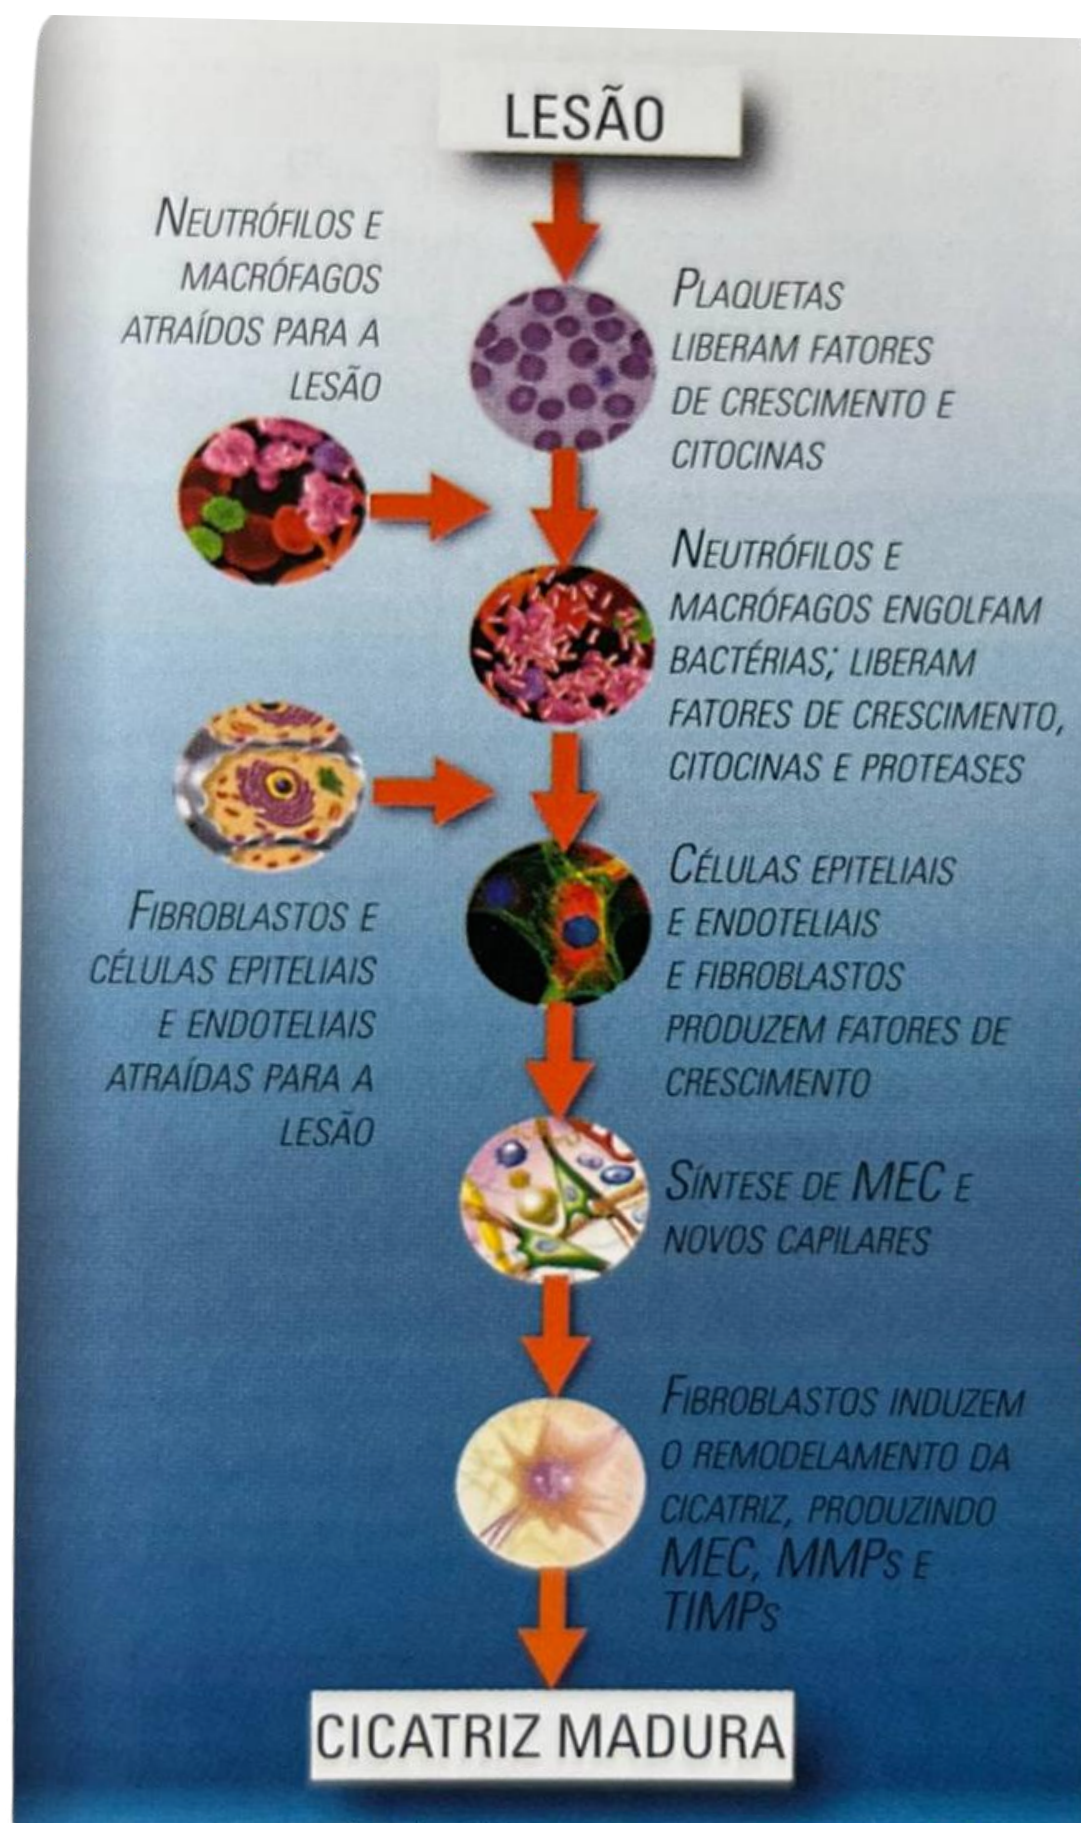 LESÃO
NEUTRÓFILOS E
MACRÓFAGOS
ATRAÍDOS PARA A
LESÃO
PLAQUETAS
LIBERAM FATORES
DE CRESCIMENTO E
CITOCINAS
NEUTRÓFILOS E
MACRÓFAGOS ENGOLFAM
BACTÉRIAS; LIBERAM
FATORES DE CRESCIMENTO,
CITOCINAS E PROTEASES
FIBROBLASTOS E
CÉLULAS EPITELIAIS
E ENDOTELIAIS
ATRAÍDAS PARA A
LESÃO
CÉLULAS EPITELIAIS
E ENDOTELIAIS
E FIBROBLASTOS
PRODUZEM FATORES DE
CRESCIMENTO
SÍNTESE DE MEC E
NOVOS CAPILARES
FIBROBLASTOS INDUZEM
O REMODELAMENTO DA
CICATRIZ, PRODUZINDO
MEC, MMPS E
TIMPS
CICATRIZ MADURA